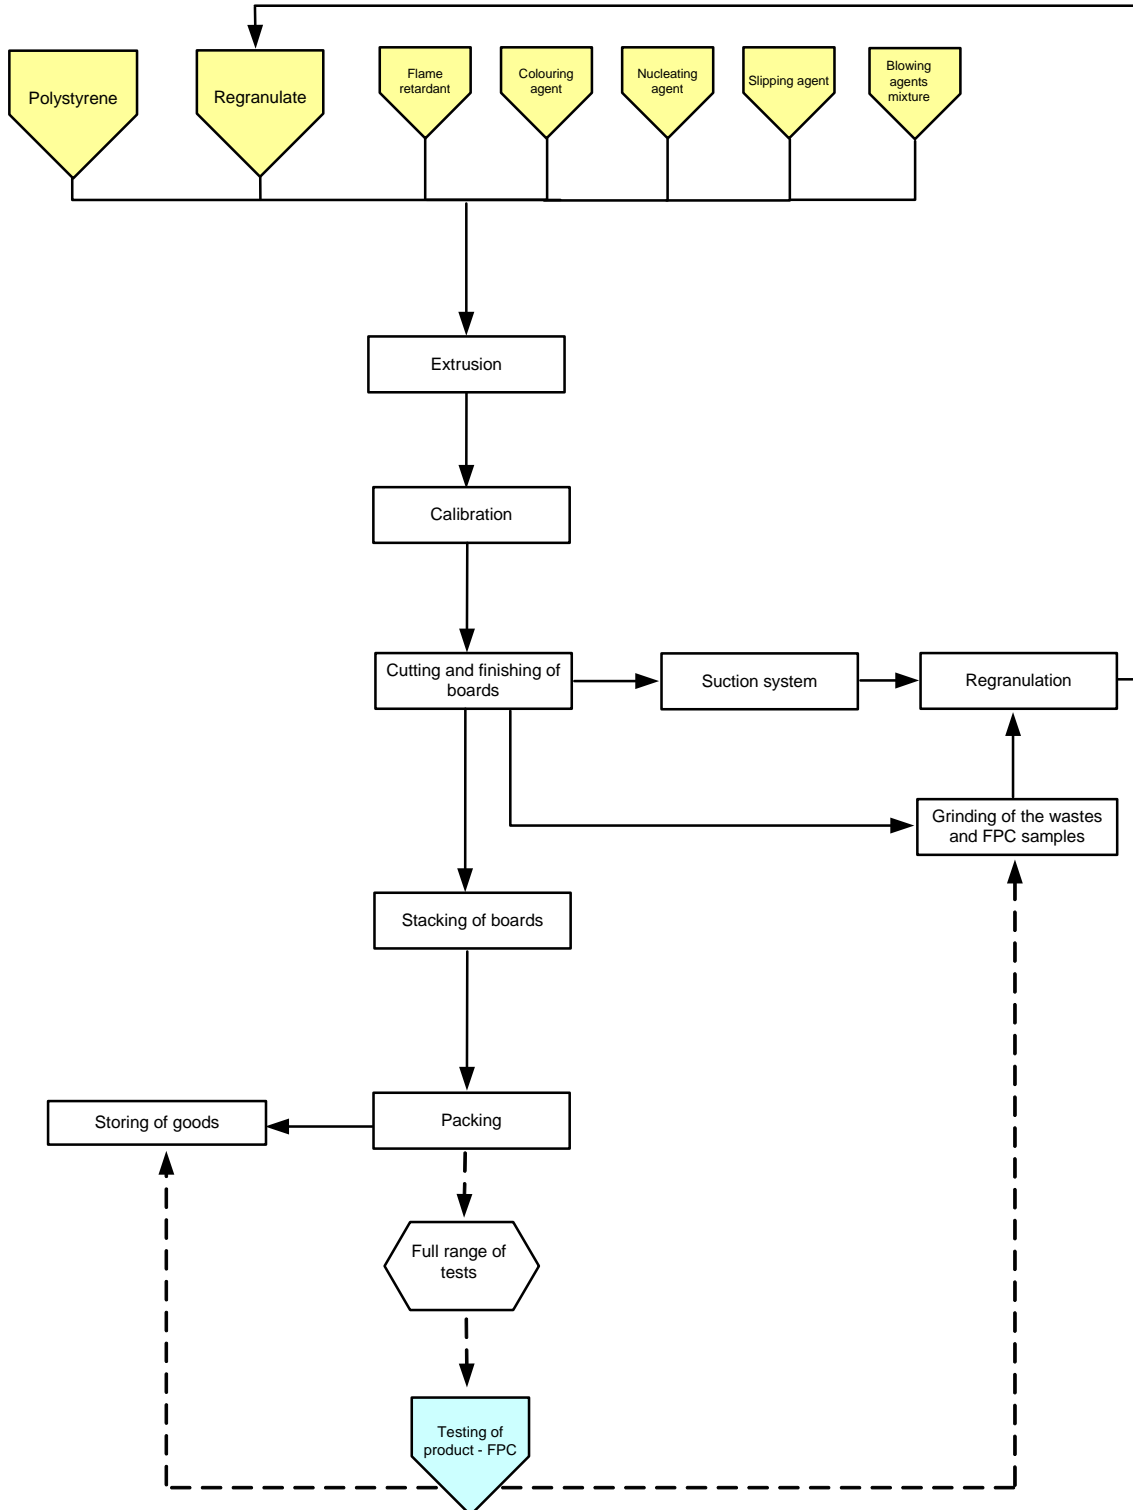 Polystyrene
Regranulate
Flame
retardant
Colouring
agent
Nucleating
agent
Slipping agent
Blowing
agents
mixture
Extrusion
Calibration
Cutting and finishing of
boards
Suction system
Regranulation
Grinding of the wastes
and FPC samples
Stacking of boards
Storing of goods
Packing
Full range of
tests
Testing of
product - FPC